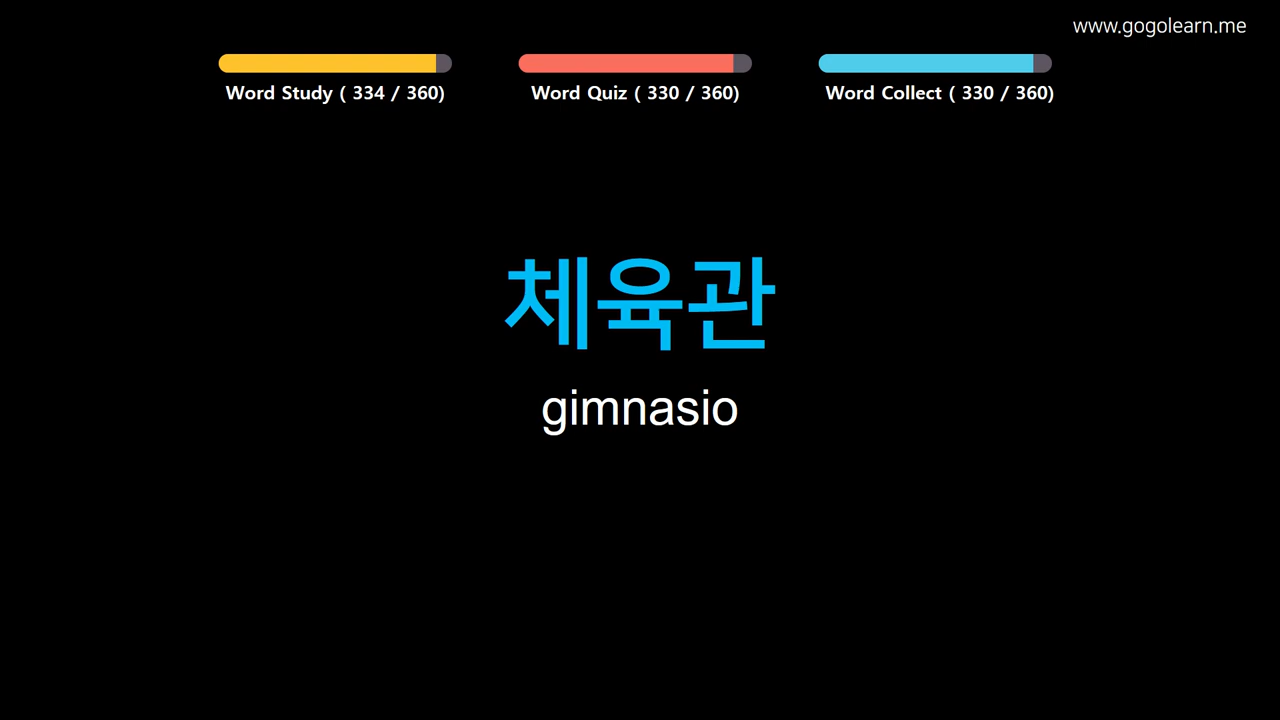 www.gogolearn.me
Word Study ( 334 / 360)
Word Quiz ( 330 / 360)
Word Collect ( 330 / 360)
체육관
gimnasio